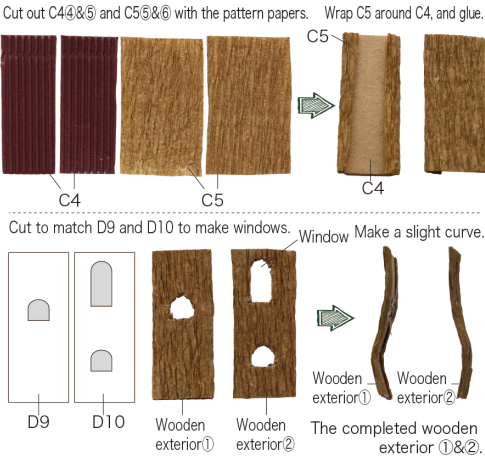 Cut out C4④&⑤ and C5⑤&⑥ with the pattern papers.
Wrap C5 around C4, and glue.
C5
C4
C5
C4
Cut to match D9 and D10 to make windows.
Window
Make a slight curve.
D9
D10
Wooden
exterior①
Wooden
exterior②
Wooden
exterior①
Wooden
exterior②
The completed wooden
exterior ①&②.